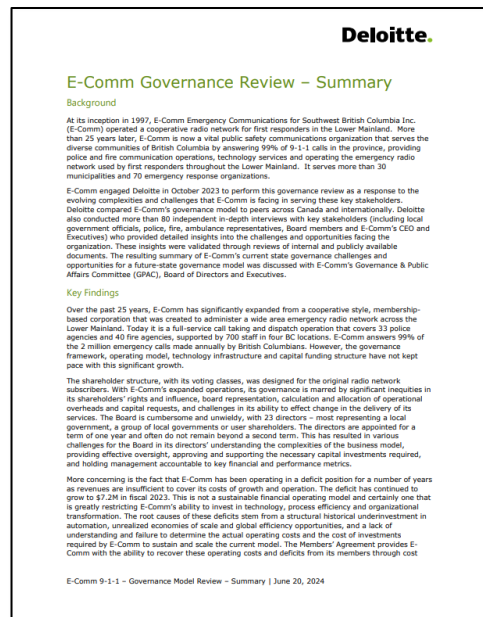 Deloitte.
E-Comm Governance Review – Summary
Background
At its inception in 1997, E-Comm Emergency Communications for Southwest British Columbia Inc.
(E-Comm) operated a cooperative radio network for first responders in the Lower Mainland. More
than 25 years later, E-Comm is now a vital public safety communications organization that serves the
diverse communities of British Columbia by answering 99% of 9-1-1 calls in the province, providing
police and fire communication operations, technology services and operating the emergency radio
network used by first responders throughout the Lower Mainland. It serves more than 30
municipalities and 70 emergency response organizations.
E-Comm engaged Deloitte in October 2023 to perform this governance review as a response to the
evolving complexities and challenges that E-Comm is facing in serving these key stakeholders.
Deloitte compared E-Comm's governance model to peers across Canada and internationally. Deloitte
also conducted more than 80 independent in-depth interviews with key stakeholders (including local
government officials, police, fire, ambulance representatives, Board members and E-Comm's CEO and
Executives) who provided detailed insights into the challenges and opportunities facing the
organization. These insights were validated through reviews of internal and publicly available
documents. The resulting summary of E-Comm's current state governance challenges and
opportunities for a future-state governance model was discussed with E-Comm's Governance & Public
Affairs Committee (GPAC), Board of Directors and Executives.
Key Findings
Over the past 25 years, E-Comm has significantly expanded from a cooperative style, membership-
based corporation that was created to administer a wide area emergency radio network across the
Lower Mainland. Today it is a full-service call taking and dispatch operation that covers 33 police
agencies and 40 fire agencies, supported by 700 staff in four BC locations. E-Comm answers 99% of
the 2 million emergency calls made annually by British Columbians. However, the governance
framework, operating model, technology infrastructure and capital funding structure have not kept
pace with this significant growth.
The shareholder structure, with its voting classes, was designed for the original radio network
subscribers. With E-Comm's expanded operations, its governance is marred by significant inequities in
its shareholders' rights and influence, board representation, calculation and allocation of operational
overheads and capital requests, and challenges in its ability to effect change in the delivery of its
services. The Board is cumbersome and unwieldy, with 23 directors – most representing a local
government, a group of local governments or user shareholders. The directors are appointed for a
term of one year and often do not remain beyond a second term. This has resulted in various
challenges for the Board in its directors' understanding the complexities of the business model,
providing effective oversight, approving and supporting the necessary capital investments required,
and holding management accountable to key financial and performance metrics.
More concerning is the fact that E-Comm has been operating in a deficit position for a number of years
as revenues are insufficient to cover its costs of growth and operation. The deficit has continued to
grow to $7.2M in fiscal 2023. This is not a sustainable financial operating model and certainly one that
is greatly restricting E-Comm's ability to invest in technology, process efficiency and organizational
transformation. The root causes of these deficits stem from a structural historical underinvestment in
automation, unrealized economies of scale and global efficiency opportunities, and a lack of
understanding and failure to determine the actual operating costs and the cost of investments
required by E-Comm to sustain and scale the current model. The Members' Agreement provides E-
Comm with the ability to recover these operating costs and deficits from its members through cost
E-Comm 9-1-1 – Governance Model Review – Summary | June 20, 2024